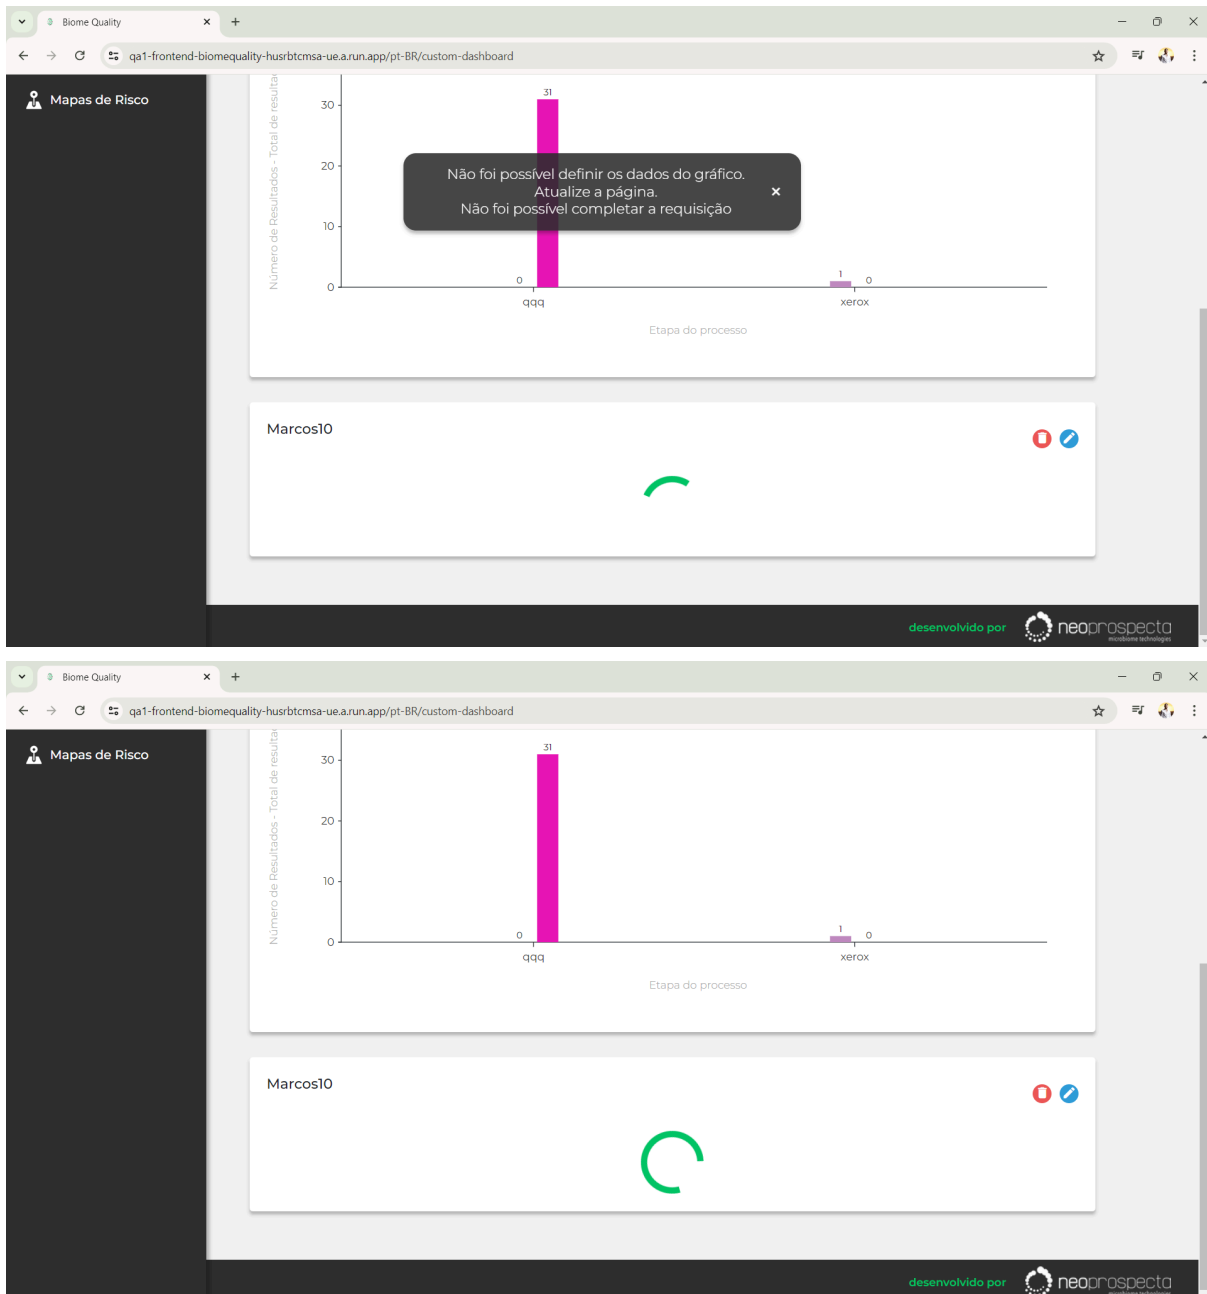 Biome Quality
qa1-frontend-biomequality-husrbtcmsa-ue.a.run.app/pt-BR/custom-dashboard
Mapas de Risco
Número de Resultados - Total de resulta
30
20
10
0
31
0
1
0
qqq
xerox
Etapa do processo
Não foi possível definir os dados do gráfico.
Atualize a página.
Não foi possível completar a requisição
Marcos10
desenvolvido por
neoprospecta
microbiome technologies
Biome Quality
qa1-frontend-biomequality-husrbtcmsa-ue.a.run.app/pt-BR/custom-dashboard
Mapas de Risco
Número de Resultados - Total de resulta
30
20
10
0
31
0
1
0
qqq
xerox
Etapa do processo
Marcos10
desenvolvido por
neoprospecta
microbiome technologies